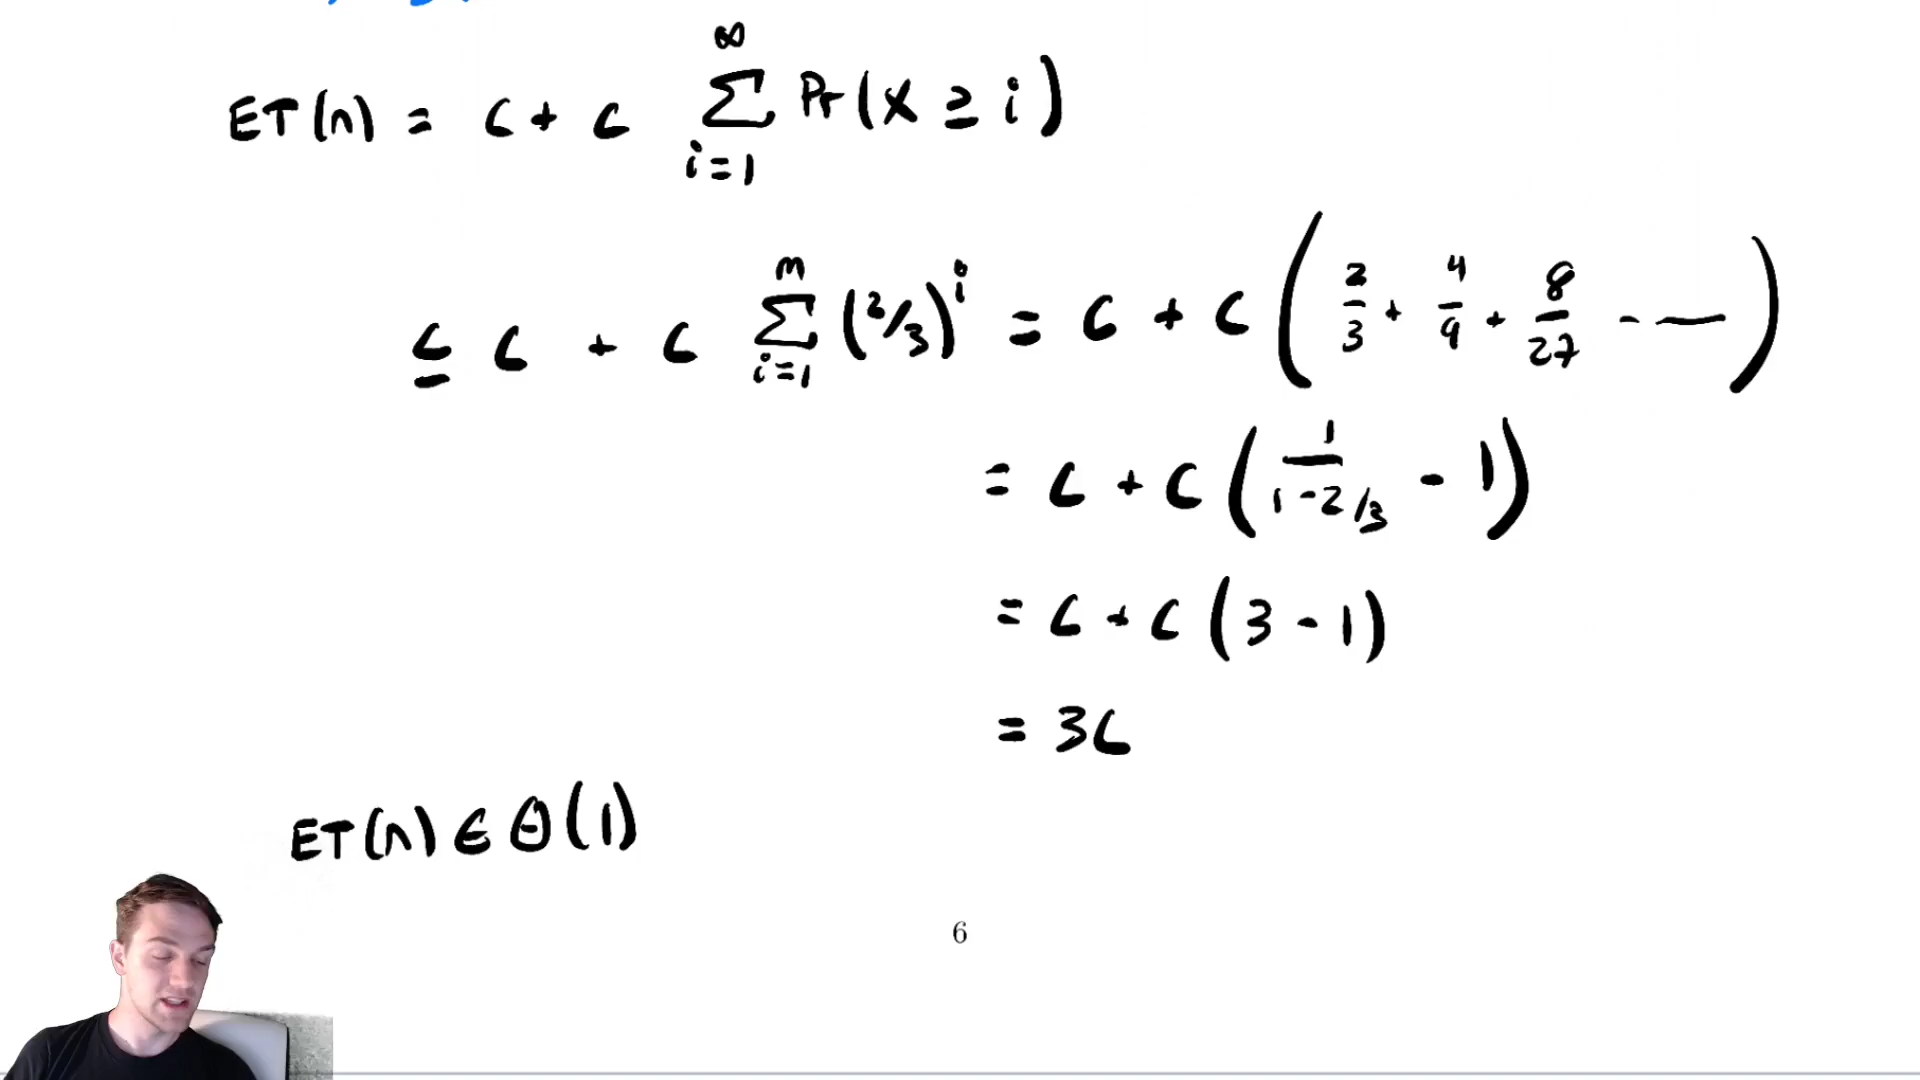 ET(n) = c + c ∑_{i=1}^{∞} Pr(X ≥ i)
≤ c + c ∑_{i=1}^{m} (2/3)^i = c + c ( 2/3 + 4/9 + 8/27 - — )
= c + c ( 1/(1-2/3) - 1 )
= c + c (3 - 1)
= 3c
ET(n) ∈ Θ(1)
6